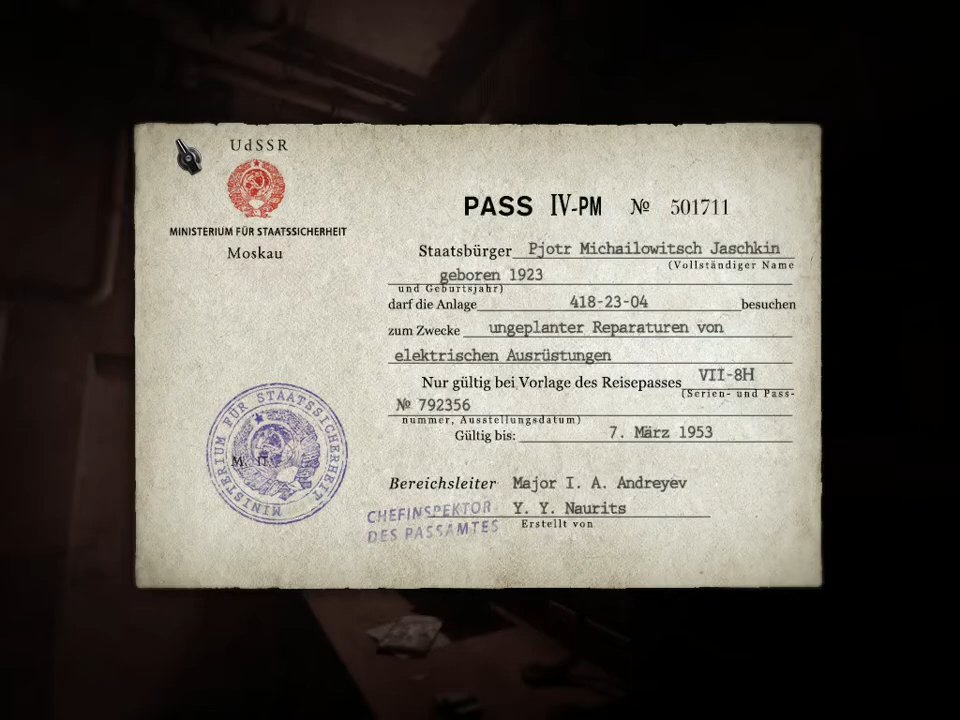 UdSSR
MINISTERIUM FÜR STAATSSICHERHEIT
Moskau
PASS IV-PM № 501711
Staatsbürger Pjotr Michailowitsch Jaschkin
(Vollständiger Name
geboren 1923
und Geburtsjahr)
darf die Anlage 418-23-04 besuchen
zum Zwecke ungeplanter Reparaturen von
elektrischen Ausrüstungen
Nur gültig bei Vorlage des Reisepasses VII-8H
(Serien- und Pass-
№ 792356
nummer, Ausstellungsdatum)
Gültig bis: 7. März 1953
MINISTERIUM FÜR STAATSSICHERHEIT
Bereichsleiter Major I. A. Andreyev
CHEFINSPEKTOR
DES PASSAMTES
Y. Y. Naurits
Erstellt von